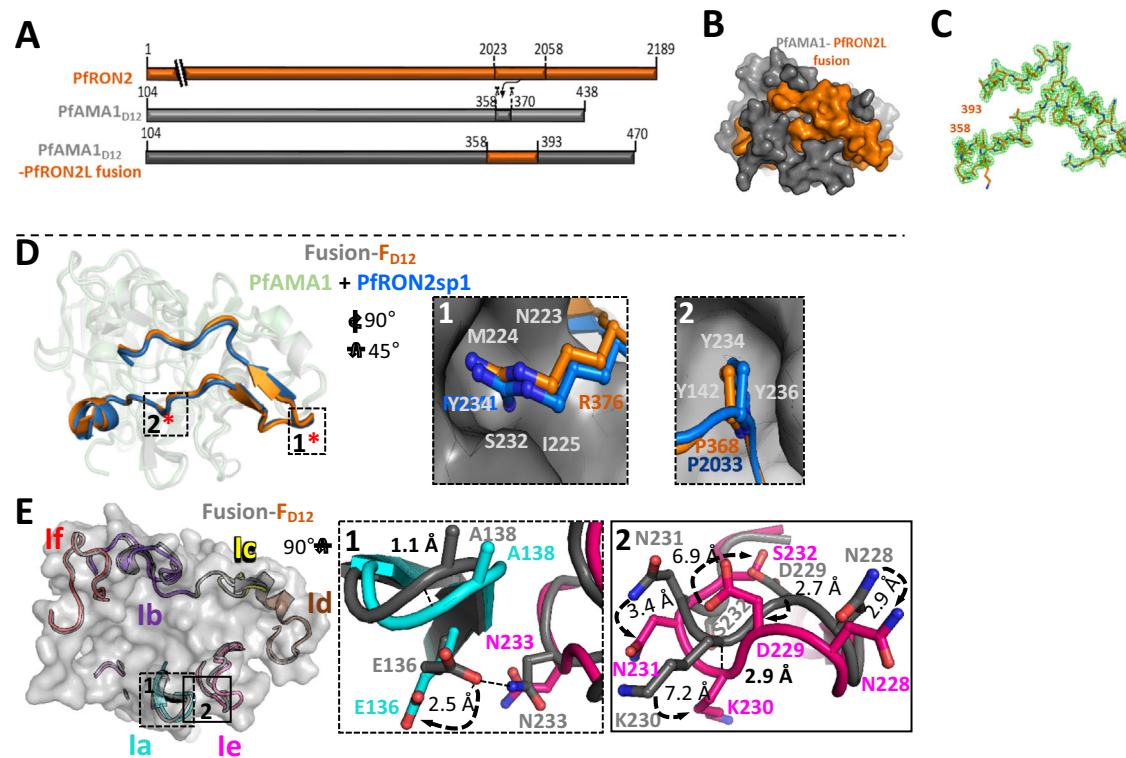 A
1
2023
2058
2189
PfRON2
104
358
370
438
PfAMA1D12
104
358
393
470
PfAMA1D12
-PfRON2L fusion
B
PfAMA1- PfRON2L
fusion
C
393
358
D
Fusion-FD12
PfAMA1 + PfRON2sp1
90°
45°
2*
1*
1
N223
M224
Y234
R376
S232
I225
2
Y234
Y142
Y236
P368
P2033
E
Fusion-FD12
90°
If
Ic
Ib
Id
1
2
Ia
Ie
1
A138
1.1 Å
A138
N233
E136
E136
2.5 Å
N233
2
N231
6.9 Å
S232
D229
N228
2.7 Å
3.4 Å
2.9 Å
S232
N231
D229
N228
7.2 Å
2.9 Å
K230
K230